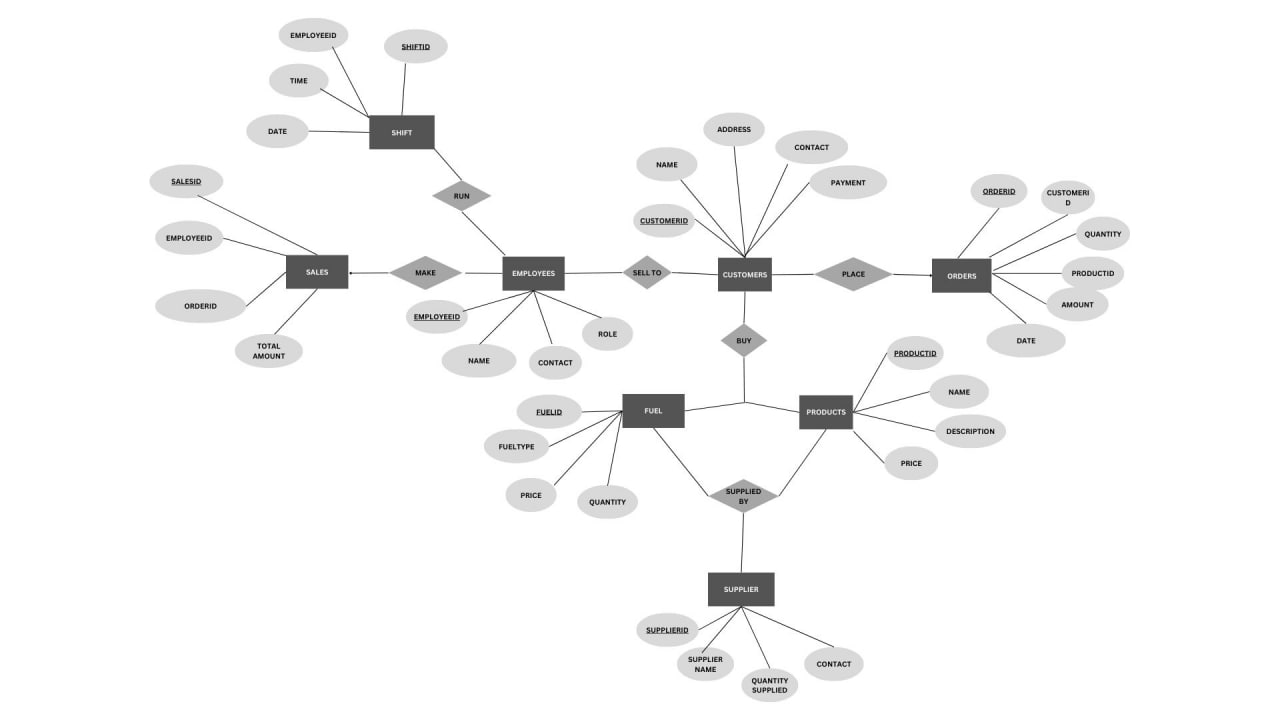 EMPLOYEEID
SHIFTID
TIME
DATE
SHIFT
RUN
SALESID
EMPLOYEEID
SALES
ORDERID
TOTAL
AMOUNT
MAKE
EMPLOYEES
EMPLOYEEID
NAME
CONTACT
ROLE
SELL TO
ADDRESS
NAME
CONTACT
PAYMENT
CUSTOMERID
CUSTOMERS
PLACE
ORDERID
CUSTOMERI
D
QUANTITY
PRODUCTID
AMOUNT
DATE
ORDERS
BUY
FUEL
FUELID
FUELTYPE
PRICE
QUANTITY
PRODUCTS
PRODUCTID
NAME
DESCRIPTION
PRICE
SUPPLIED
BY
SUPPLIER
SUPPLIERID
SUPPLIER
NAME
QUANTITY
SUPPLIED
CONTACT